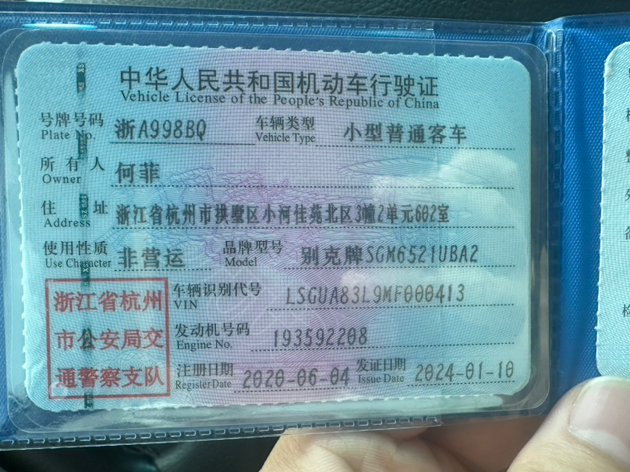 中华人民共和国机动车行驶证
Vehicle License of the People's Republic of China
号牌号码 Plate No. 浙A998BQ 车辆类型 Vehicle Type 小型普通客车
所有人 Owner 何菲
住址 Address 浙江省杭州市拱墅区小河佳苑北区3幢2单元602室
使用性质 Use Character 非营运 品牌型号 Model 别克牌SGM6521UBA2
浙江省杭州
市公安局交
通警察支队
车辆识别代号 VIN LSGUA83L9MF000413
发动机号码 Engine No. 193592208
注册日期 Register Date 2020-06-04 发证日期 Issue Date 2024-01-10